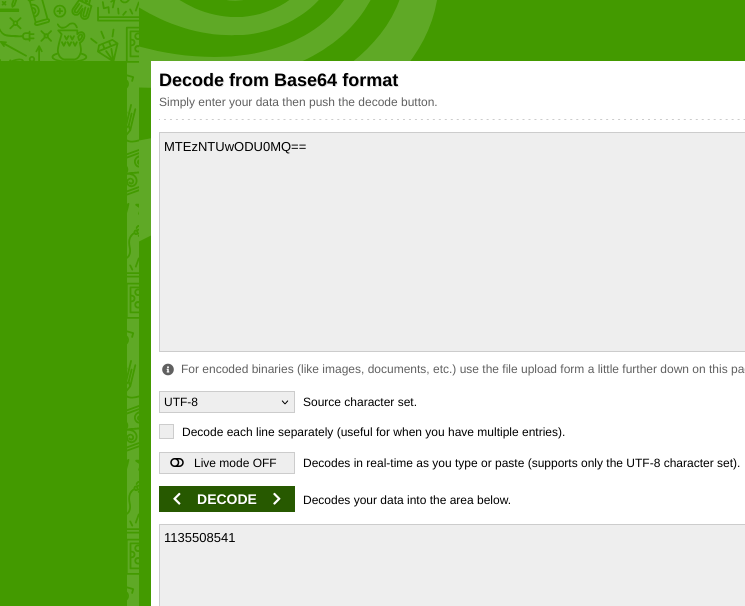 Decode from Base64 format
Simply enter your data then push the decode button.
MTEzNTUwODU0MQ==
For encoded binaries (like images, documents, etc.) use the file upload form a little further down on this
UTF-8 Source character set.
Decode each line separately (useful for when you have multiple entries).
Live mode OFF Decodes in real-time as you type or paste (supports only the UTF-8 character set).
DECODE Decodes your data into the area below.
1135508541